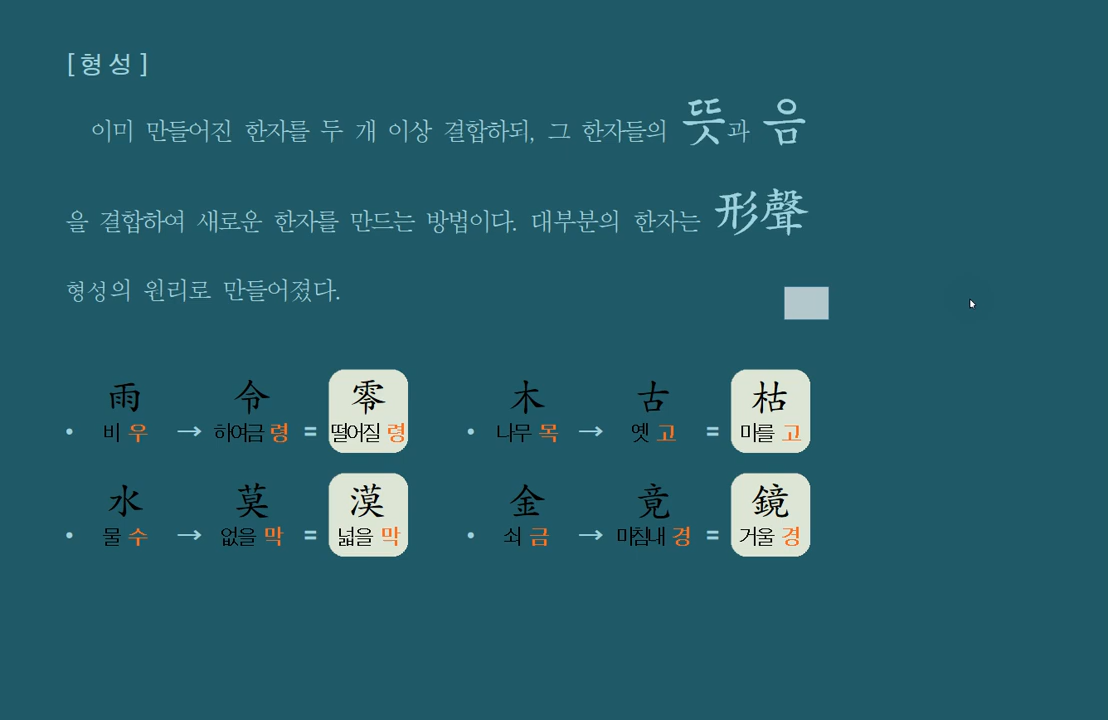 [형성]
이미 만들어진 한자를 두 개 이상 결합하되, 그 한자들의 뜻과 음
을 결합하여 새로운 한자를 만드는 방법이다. 대부분의 한자는 形聲
형성의 원리로 만들어졌다.
雨 令 零 木 古 枯
• 비 우 → 하여금 령 = 떨어질 령 • 나무 목 → 옛 고 = 마를 고
水 莫 漠 金 竟 鏡
• 물 수 → 없을 막 = 넓을 막 • 쇠 금 → 마침내 경 = 거울 경